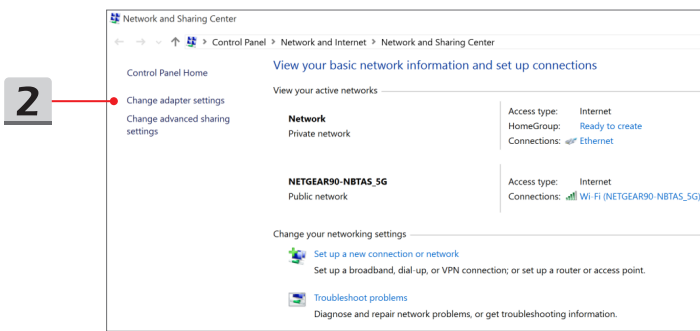 Network and Sharing Center
Control Panel > Network and Internet > Network and Sharing Center
Control Panel Home
View your basic network information and set up connections
View your active networks
2
Change adapter settings
Change advanced sharing
settings
Network
Private network
Access type: Internet
HomeGroup: Ready to create
Connections: Ethernet
NETGEAR90-NBTAS_5G
Public network
Access type: Internet
Connections: Wi-Fi (NETGEAR90-NBTAS_5G)
Change your networking settings
Set up a new connection or network
Set up a broadband, dial-up, or VPN connection; or set up a router or access point.
Troubleshoot problems
Diagnose and repair network problems, or get troubleshooting information.